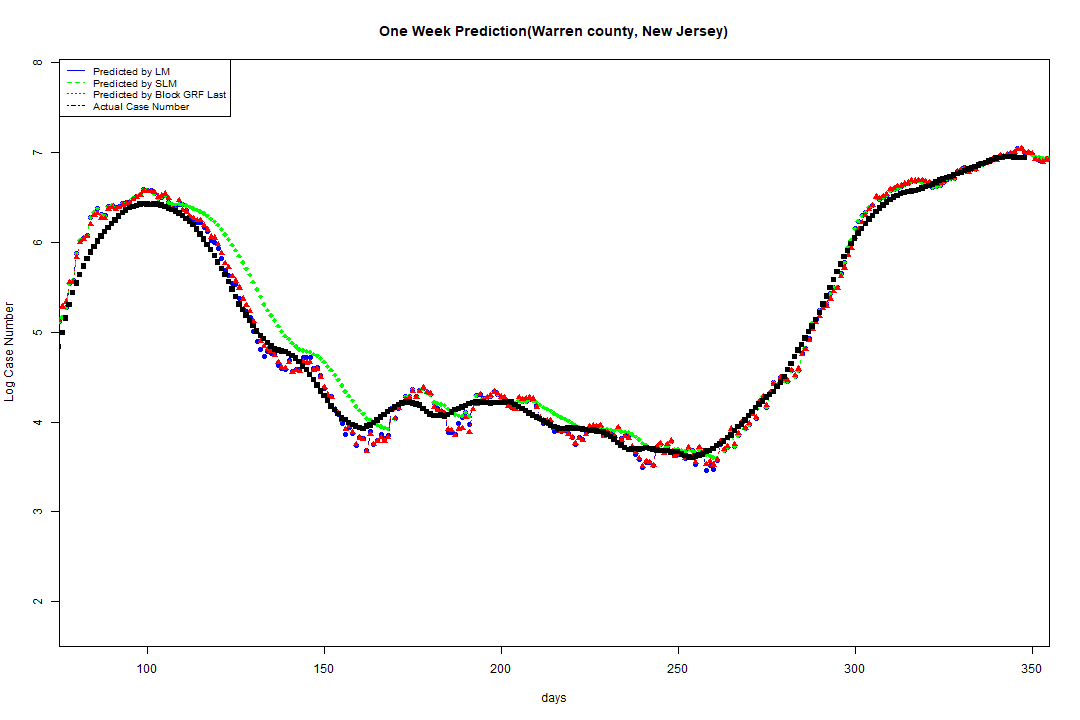 One Week Prediction(Warren county, New Jersey)
Predicted by LM
Predicted by SLM
Predicted by Block GRF Last
Actual Case Number
8
7
6
5
4
3
2
Log Case Number
100 150 200 250 300 350
days